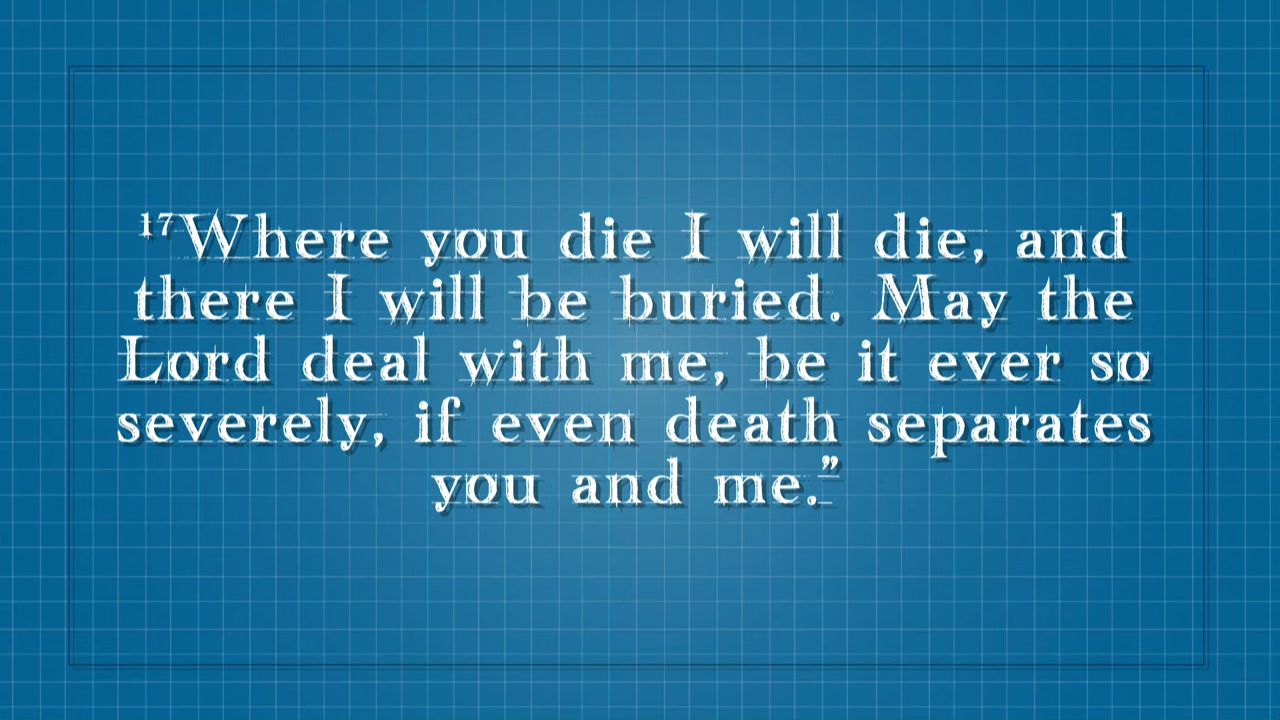 ¹⁷Where you die I will die, and
there I will be buried. May the
Lord deal with me, be it ever so
severely, if even death separates
you and me.”